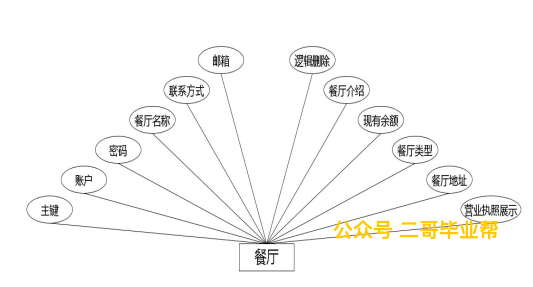 邮箱
逻辑删除
联系方式
餐厅介绍
餐厅名称
现有余额
密码
餐厅类型
账户
餐厅地址
主键
营业执照展示
公众号 二哥毕业帮
餐厅